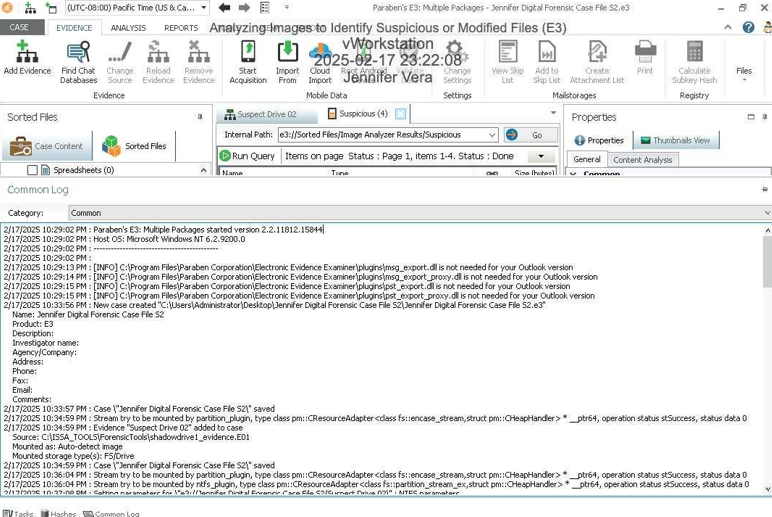 (UTC-08:00) Pacific Time (US & Ca...
Paraben's E3: Multiple Packages - Jennifer Digital Forensic Case File S2.e3
CASE
EVIDENCE
ANALYSIS
REPORTS
Analyzing Images to Identify Suspicious or Modified Files (E3)
vWorkstation
2025-02-17 23:22:08
Jennifer Vera
Add Evidence
Find Chat Databases
Change Source
Reload Evidence
Remove Evidence
Start Acquisition
Import From
Cloud Import
Change Settings
View Skip List
Add to Skip List
Create Attachment List
Print
Calculate Subkey Hash
Files
Evidence
Mobile Data
Settings
Mailstorages
Registry
Sorted Files
Suspect Drive 02
Suspicious (4)
Properties
Case Content
Sorted Files
Internal Path:
e3://Sorted Files/Image Analyzer Results/Suspicious
Go
Properties
Thumbnails View
Run Query
Items on page Status : Page 1, items 1-4. Status : Done
General
Content Analysis
Spreadsheets (0)
Name
Type
Size (bytes)
Common
Common Log
Category:
Common
2/17/2025 10:29:02 PM : Paraben's E3: Multiple Packages started version 2.2.11812.15844
2/17/2025 10:29:02 PM : Host OS: Microsoft Windows NT 6.2.9200.0
2/17/2025 10:29:02 PM : --------------------------------------------
2/17/2025 10:29:02 PM :
2/17/2025 10:29:13 PM : [INFO] C:\Program Files\Paraben Corporation\Electronic Evidence Examiner\plugins\msg_export.dll is not needed for your Outlook version
2/17/2025 10:29:14 PM : [INFO] C:\Program Files\Paraben Corporation\Electronic Evidence Examiner\plugins\msg_export_proxy.dll is not needed for your Outlook version
2/17/2025 10:29:15 PM : [INFO] C:\Program Files\Paraben Corporation\Electronic Evidence Examiner\plugins\pst_export.dll is not needed for your Outlook version
2/17/2025 10:29:15 PM : [INFO] C:\Program Files\Paraben Corporation\Electronic Evidence Examiner\plugins\pst_export_proxy.dll is not needed for your Outlook version
2/17/2025 10:33:56 PM : New case created "C:\Users\Administrator\Desktop\Jennifer Digital Forensic Case File S2\Jennifer Digital Forensic Case File S2.e3"
Name: Jennifer Digital Forensic Case File S2
Product: E3
Description:
Investigator name:
Agency/Company:
Address:
Phone:
Fax:
Email:
Comments:
2/17/2025 10:33:57 PM : Case \"Jennifer Digital Forensic Case File S2\" saved
2/17/2025 10:34:59 PM : Stream try to be mounted by partition_plugin, type class pm::CResourceAdapter<class fs::encase_stream,struct pm::CHeapHandler> * __ptr64, operation status stSuccess, status data 0
2/17/2025 10:34:59 PM : Evidence "Suspect Drive 02" added to case
Source: C:\ISSA_TOOLS\ForensicTools\shadowdrive1_evidence.E01
Mounted as: Auto-detect image
Mounted storage type(s): FS/Drive
2/17/2025 10:34:59 PM : Case \"Jennifer Digital Forensic Case File S2\" saved
2/17/2025 10:36:04 PM : Stream try to be mounted by partition_plugin, type class pm::CResourceAdapter<class fs::encase_stream,struct pm::CHeapHandler> * __ptr64, operation status stSuccess, status data 0
2/17/2025 10:36:04 PM : Stream try to be mounted by ntfs_plugin, type class pm::CResourceAdapter<class fs::partition_stream_ex,struct pm::CHeapHandler> * __ptr64, operation status stSuccess, status data 0
2/17/2025 10:37:08 PM : Setting parameters for \"e3://Jennifer Digital Forensic Case File S2/Suspect Drive 02\" : NTFS parameters
Tasks
Hashes
Common Log